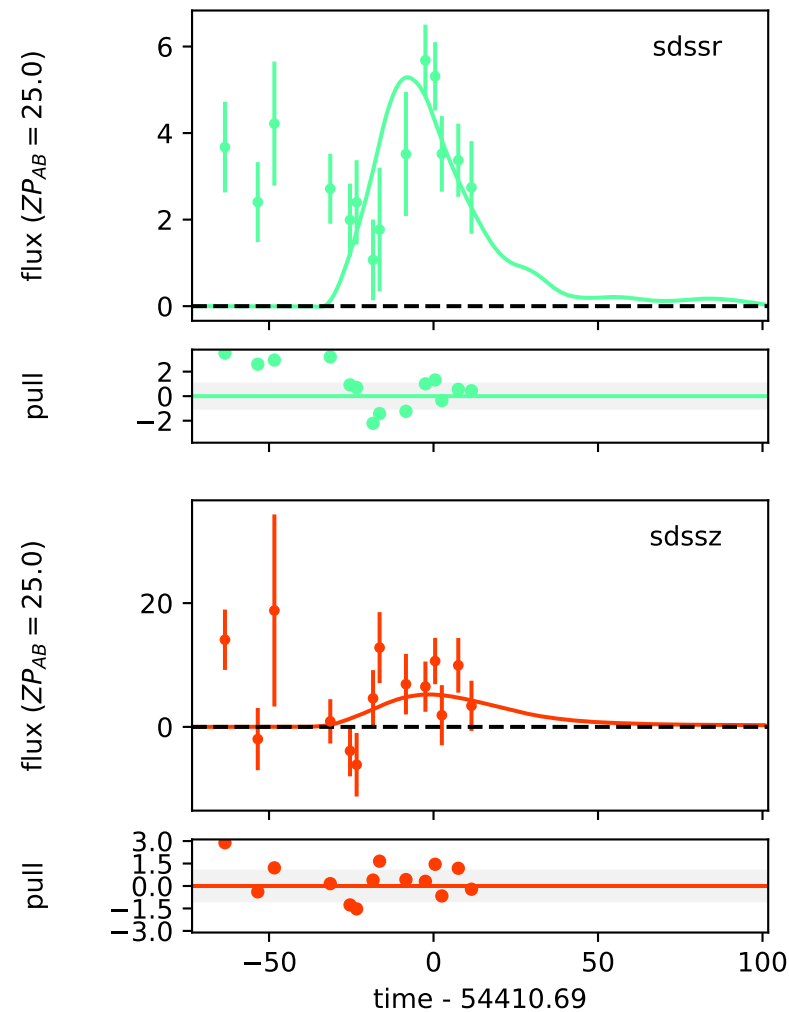 sdssr
flux (ZP_AB = 25.0)
6
4
2
0
pull
2
0
−2
sdssz
flux (ZP_AB = 25.0)
20
0
pull
3.0
1.5
0.0
−1.5
−3.0
−50 0 50 100
time - 54410.69